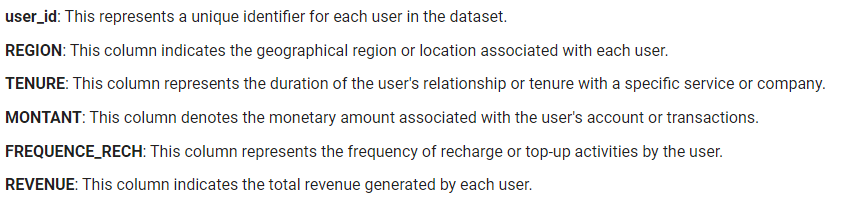 user_id: This represents a unique identifier for each user in the dataset.
REGION: This column indicates the geographical region or location associated with each user.
TENURE: This column represents the duration of the user's relationship or tenure with a specific service or company.
MONTANT: This column denotes the monetary amount associated with the user's account or transactions.
FREQUENCE_RECH: This column represents the frequency of recharge or top-up activities by the user.
REVENUE: This column indicates the total revenue generated by each user.